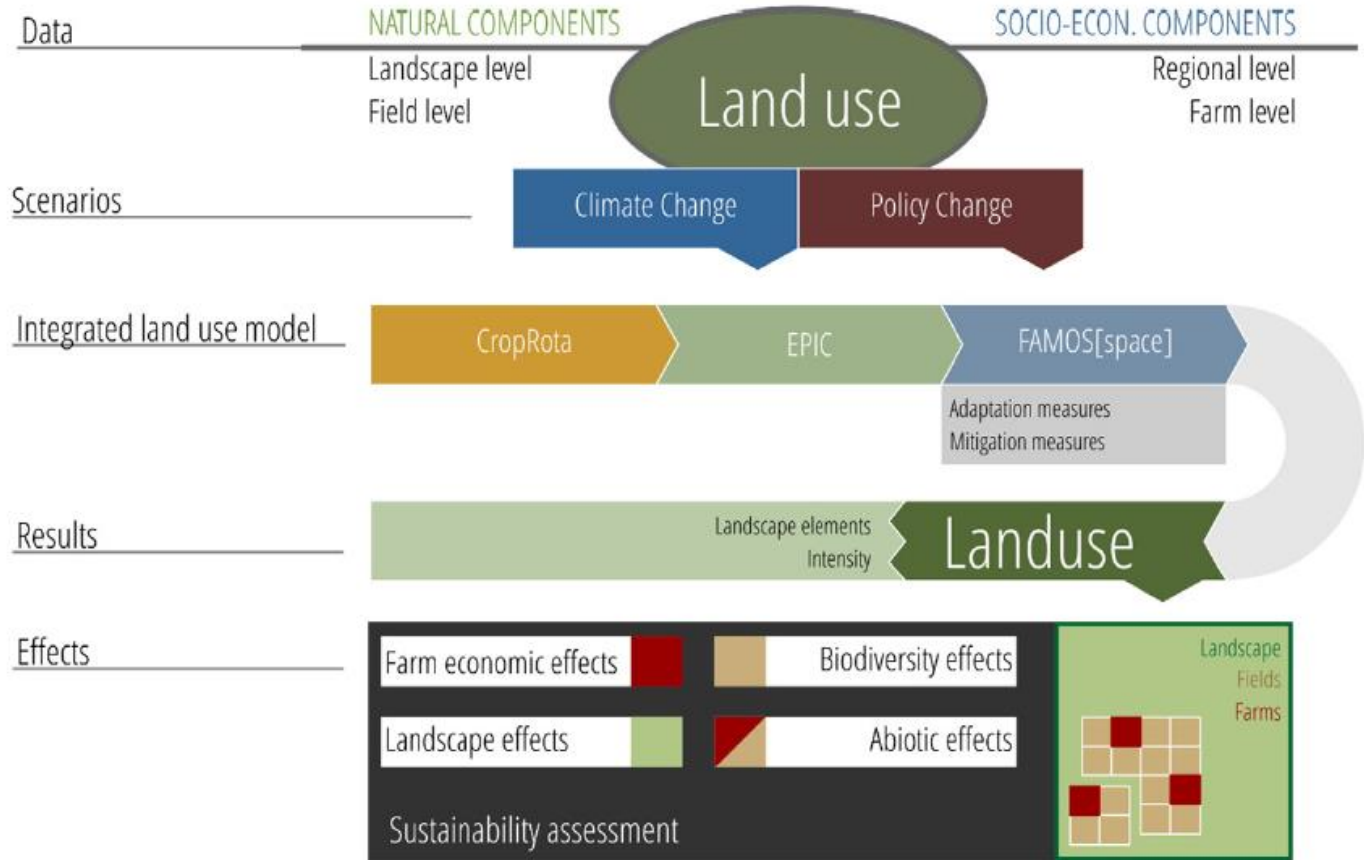 Data
NATURAL COMPONENTS
SOCIO-ECON. COMPONENTS
Landscape level
Field level
Land use
Regional level
Farm level
Scenarios
Climate Change
Policy Change
Integrated land use model
CropRota
EPIC
FAMOS[space]
Adaptation measures
Mitigation measures
Results
Landscape elements
Intensity
Landuse
Effects
Farm economic effects
Biodiversity effects
Landscape effects
Abiotic effects
Sustainability assessment
Landscape
Fields
Farms